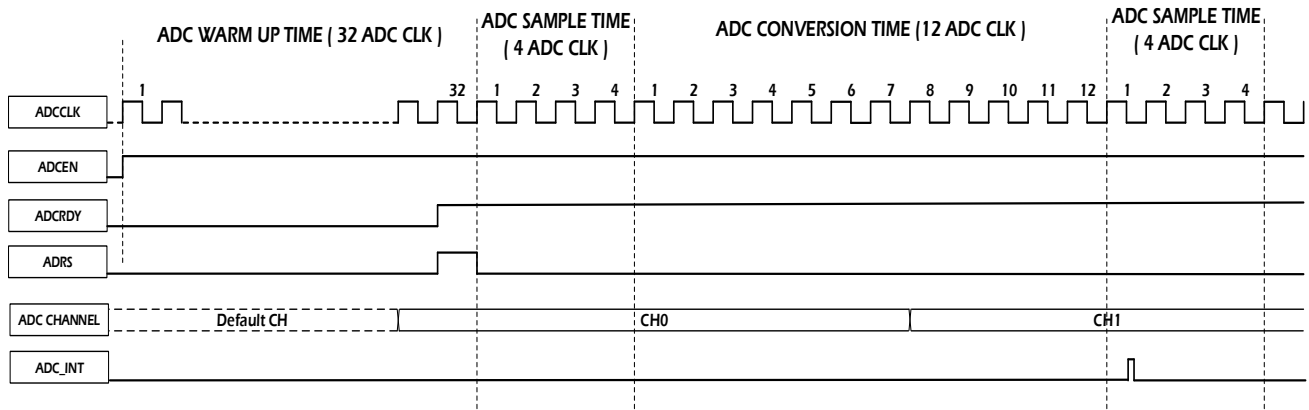 ADC WARM UP TIME ( 32 ADC CLK )
ADC SAMPLE TIME
( 4 ADC CLK )
ADC CONVERSION TIME (12 ADC CLK )
ADC SAMPLE TIME
( 4 ADC CLK )
ADCCLK 1 32 1 2 3 4 1 2 3 4 5 6 7 8 9 10 11 12 1 2 3 4
ADCEN
ADCRDY
ADRS
ADC CHANNEL Default CH CH0 CH1
ADC_INT